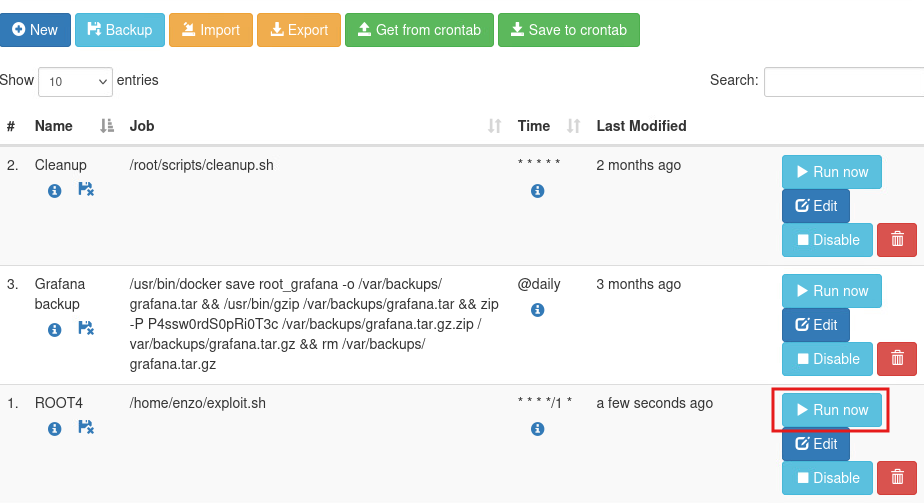 New Backup Import Export Get from crontab Save to crontab
Show 10 entries Search:
# Name Job Time Last Modified
2. Cleanup /root/scripts/cleanup.sh * * * * * 2 months ago Run now
Edit
Disable
3. Grafana /usr/bin/docker save root_grafana -o /var/backups/ @daily 3 months ago Run now
backup grafana.tar && /usr/bin/gzip /var/backups/grafana.tar && zip
-P P4ssw0rdS0pRi0T3c /var/backups/grafana.tar.gz.zip / Edit
var/backups/grafana.tar.gz && rm /var/backups/ Disable
grafana.tar.gz
1. ROOT4 /home/enzo/exploit.sh * * * */1 * a few seconds ago Run now
Edit
Disable